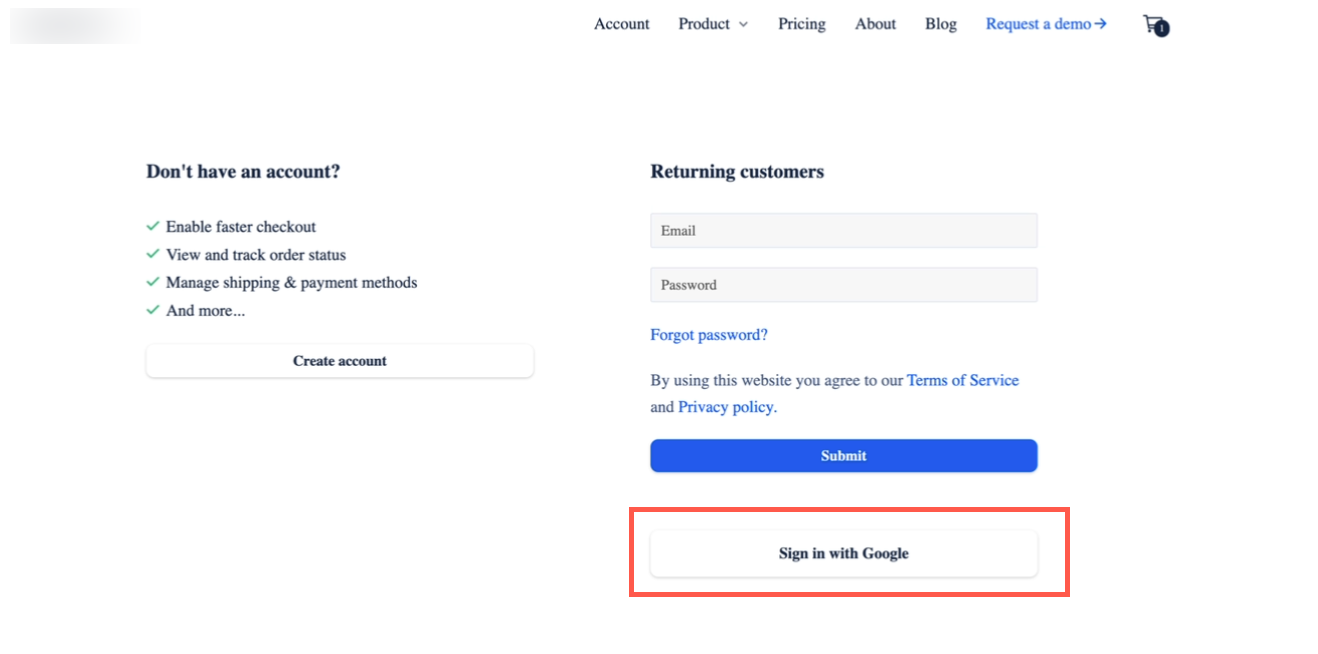 Account Product Pricing About Blog Request a demo 1
Don't have an account?
Enable faster checkout
View and track order status
Manage shipping & payment methods
And more...
Create account
Returning customers
Email
Password
Forgot password?
By using this website you agree to our Terms of Service
and Privacy policy.
Submit
Sign in with Google